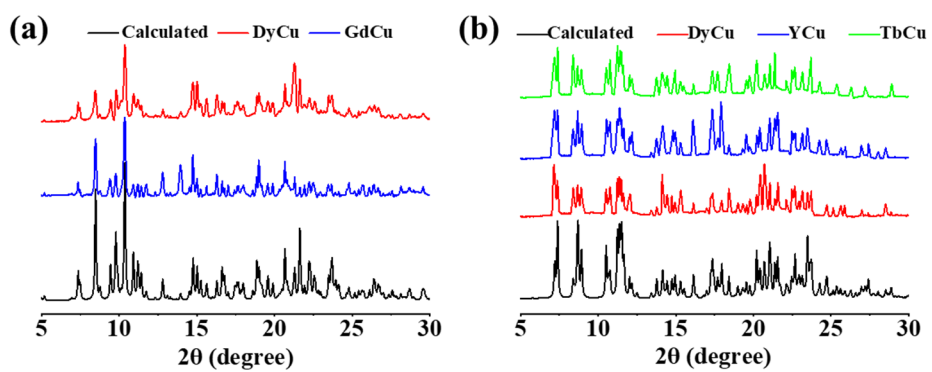 (a)
Calculated DyCu GdCu
5 10 15 20 25 30
2θ (degree)
(b)
Calculated DyCu YCu TbCu
5 10 15 20 25 30
2θ (degree)